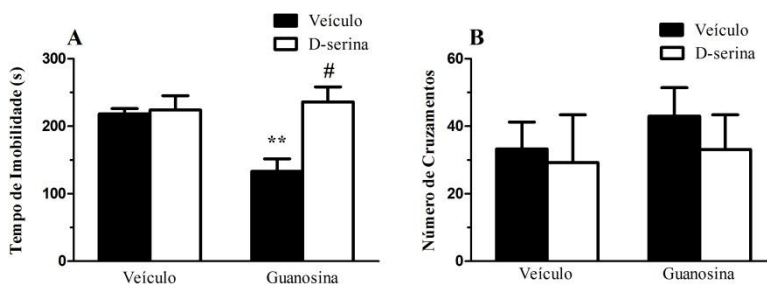 A
Veículo
D-serina
Tempo de Imobilidade (s)
300
200
100
0
**
#
Veículo
Guanosina
B
Veículo
D-serina
Número de Cruzamentos
60
40
20
0
Veículo
Guanosina